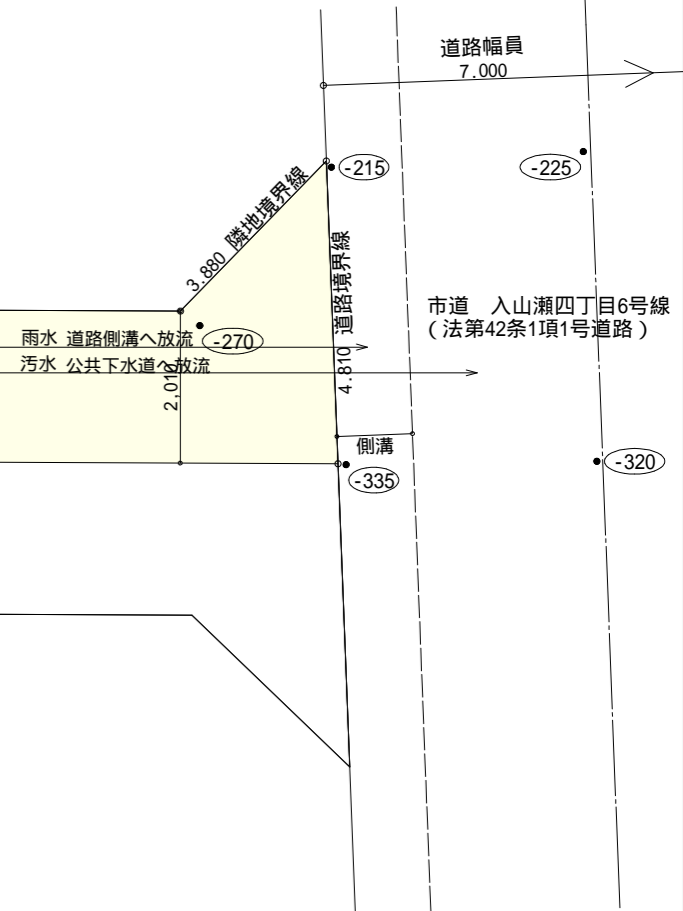 道路幅員
7.000
-215
-225
3.880 隣地境界線
4.810 道路境界線
市道 入山瀬四丁目6号線
（法第42条1項1号道路）
雨水 道路側溝へ放流
-270
汚水 公共下水道へ放流
2,010
側溝
-335
-320